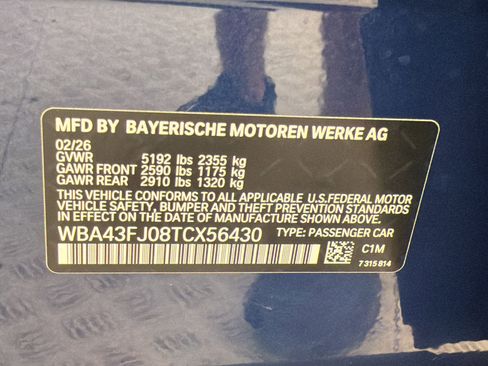 MFD BY BAYERISCHE MOTOREN WERKE AG
02/26
GVWR 5192 lbs 2355 kg
GAWR FRONT 2590 lbs 1175 kg
GAWR REAR 2910 lbs 1320 kg
THIS VEHICLE CONFORMS TO ALL APPLICABLE U.S.FEDERAL MOTOR
VEHICLE SAFETY, BUMPER, AND THEFT PREVENTION STANDARDS
IN EFFECT ON THE DATE OF MANUFACTURE SHOWN ABOVE.
WBA43FJ08TCX56430 TYPE: PASSENGER CAR
C1M
7 315 814